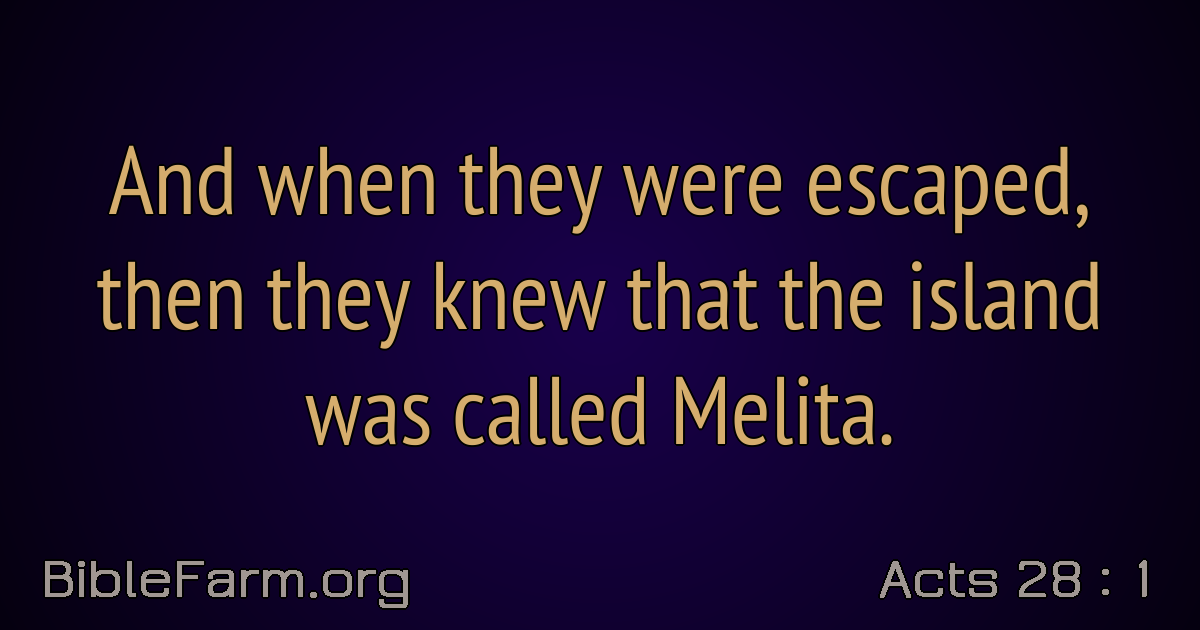 And when they were escaped,
then they knew that the island
was called Melita.
BibleFarm.org
Acts 28 : 1